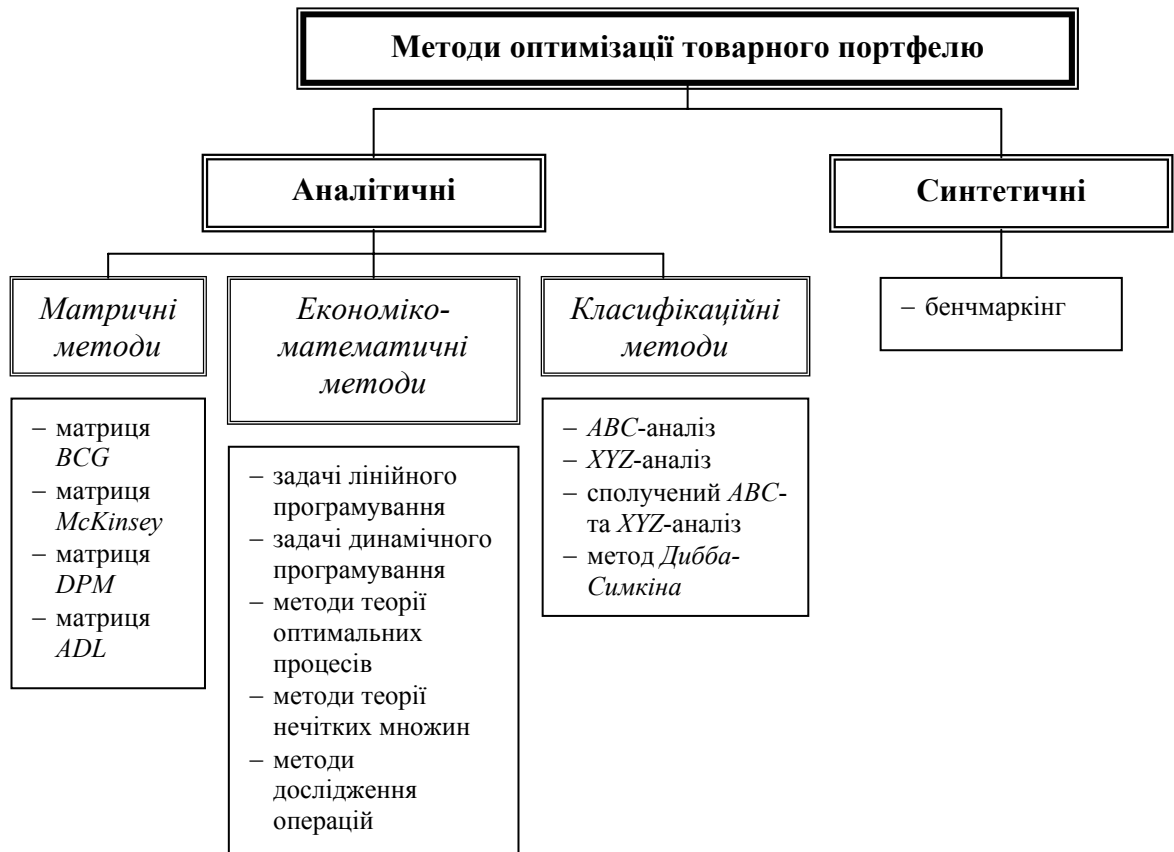 Методи оптимізації товарного портфелю
Аналітичні
Синтетичні
Матричні
методи
Економіко-
математичні
методи
Класифікаційні
методи
– бенчмаркінг
– матриця
BCG
– матриця
McKinsey
– матриця
DPM
– матриця
ADL
– задачі лінійного
програмування
– задачі динамічного
програмування
– методи теорії
оптимальних
процесів
– методи теорії
нечітких множин
– методи
дослідження
операцій
– ABC-аналіз
– XYZ-аналіз
– сполучений ABC-
та XYZ-аналіз
– метод Дибба-
Симкіна